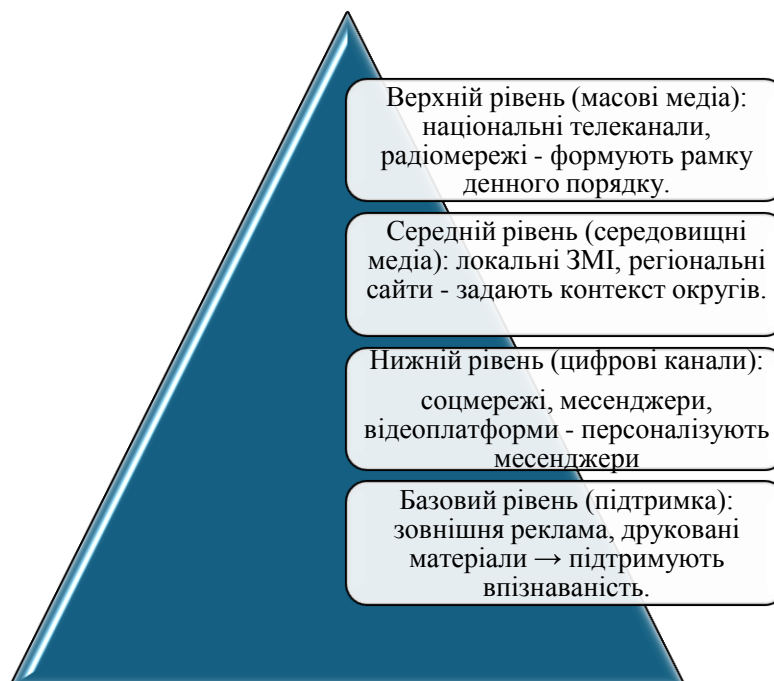 Верхній рівень (масові медіа):
національні телеканали,
радіомережі - формують рамку
денного порядку.
Середній рівень (середовищні
медіа): локальні ЗМІ, регіональні
сайти - задають контекст округів.
Нижній рівень (цифрові канали):
соцмережі, месенджери,
відеоплатформи - персоналізують
месенджери
Базовий рівень (підтримка):
зовнішня реклама, друковані
матеріали → підтримують
впізнаваність.